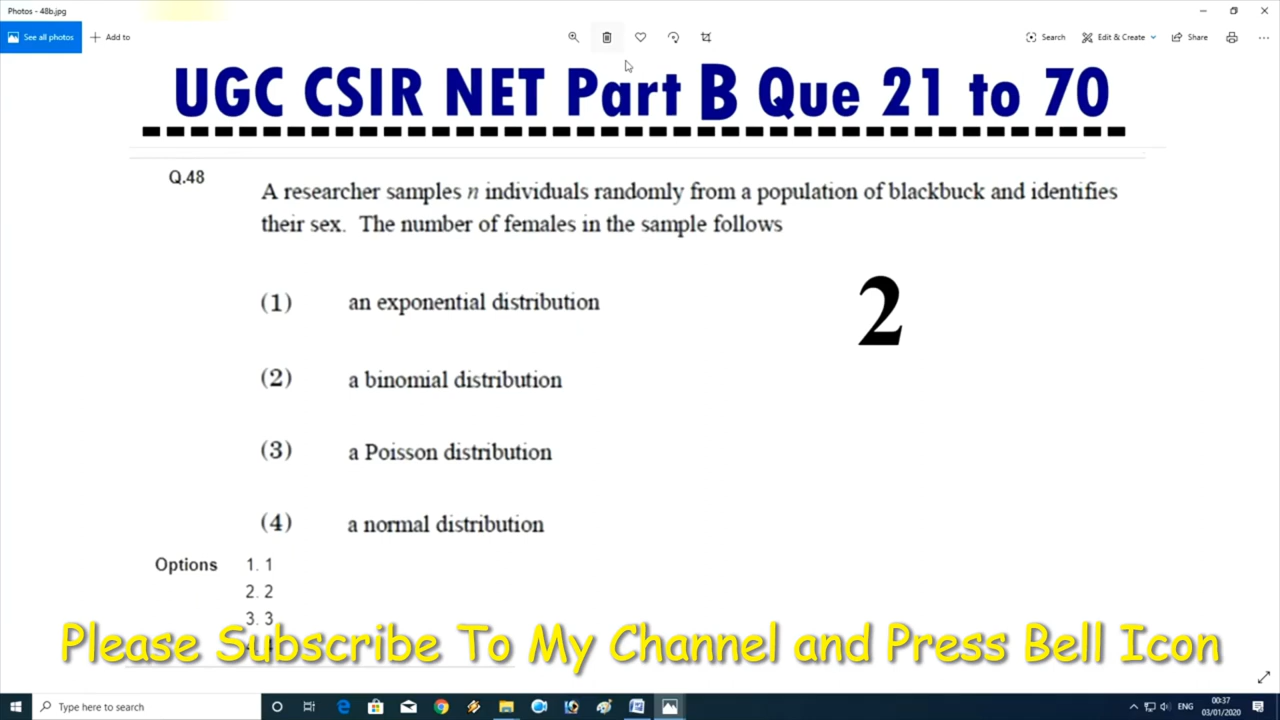 Photos - 48b.jpg
See all photos
Add to
Search
Edit & Create
Share
UGC CSIR NET Part B Que 21 to 70
Q.48
A researcher samples n individuals randomly from a population of blackbuck and identifies
their sex. The number of females in the sample follows
2
(1) an exponential distribution
(2) a binomial distribution
(3) a Poisson distribution
(4) a normal distribution
Options 1. 1
2. 2
3. 3
Please Subscribe To My Channel and Press Bell Icon
Type here to search
ENG
00:37
03/01/2020